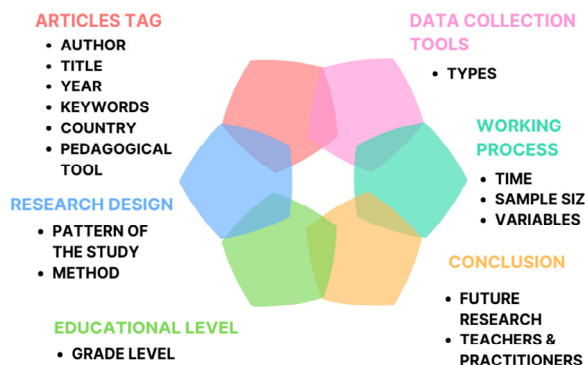 ARTICLES TAG
• AUTHOR
• TITLE
• YEAR
• KEYWORDS
• COUNTRY
• PEDAGOGICAL
TOOL
RESEARCH DESIGN
• PATTERN OF
THE STUDY
• METHOD
EDUCATIONAL LEVEL
• GRADE LEVEL
DATA COLLECTION
TOOLS
• TYPES
WORKING
PROCESS
• TIME
• SAMPLE SIZ
• VARIABLES
CONCLUSION
• FUTURE
RESEARCH
• TEACHERS &
PRACTITIONERS